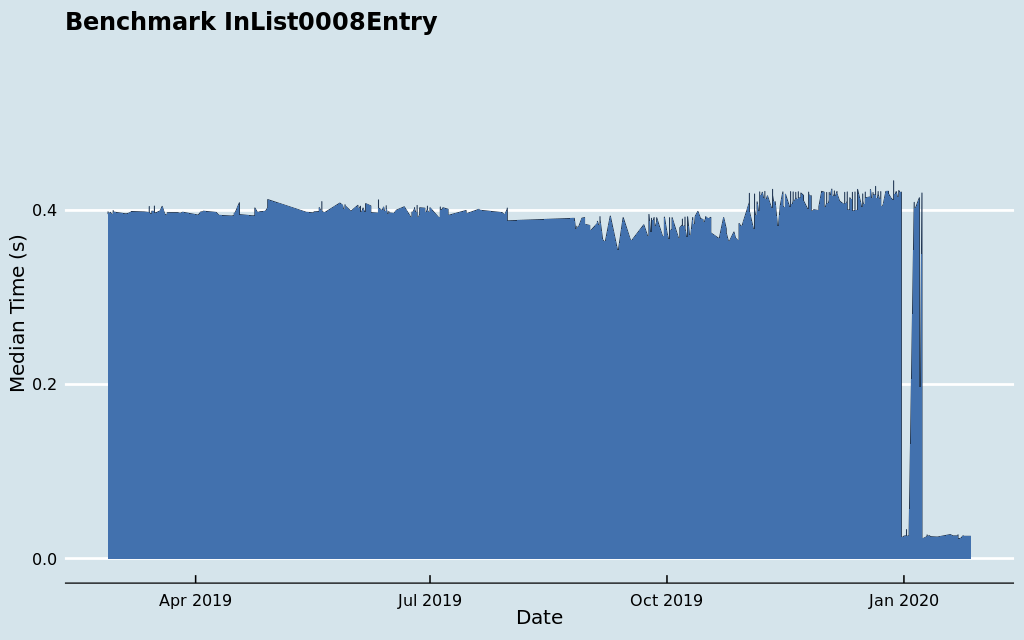 Benchmark InList0008Entry
Median Time (s)
0.4
0.2
0.0
Apr 2019
Jul 2019
Oct 2019
Jan 2020
Date